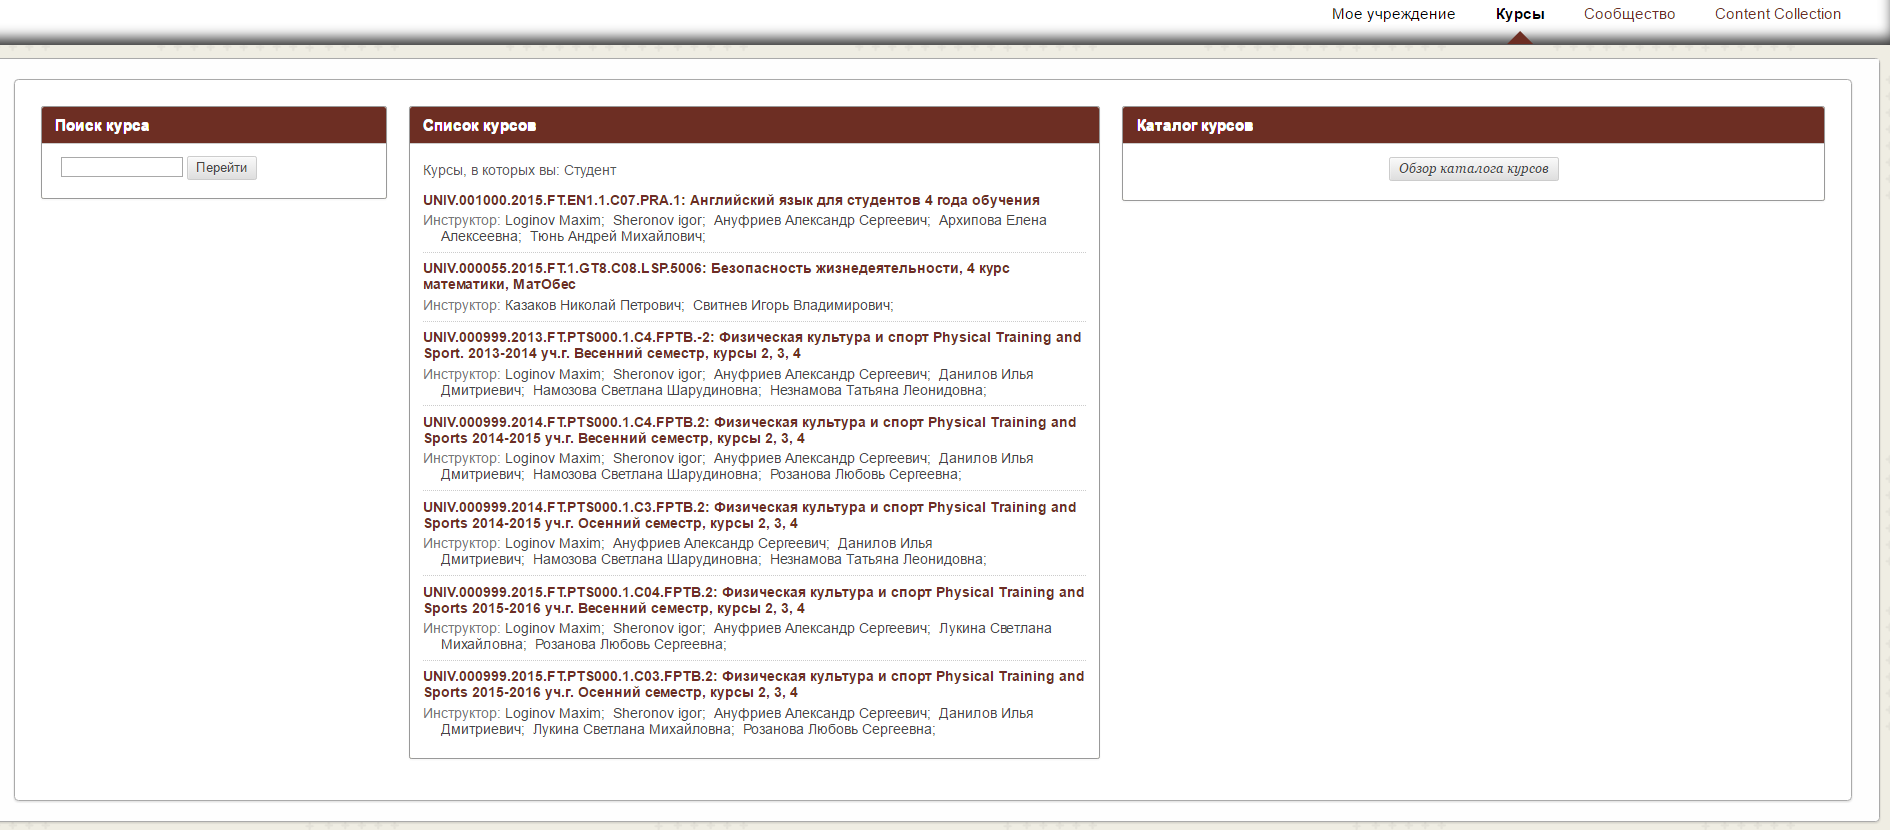 Мое учреждение Курсы Сообщество Content Collection
Поиск курса
Перейти
Список курсов
Курсы, в которых вы: Студент
UNIV.001000.2015.FT.EN1.1.C07.PRA.1: Английский язык для студентов 4 года обучения
Инструктор: Loginov Maxim; Sheronov igor; Ануфриев Александр Сергеевич; Архипова Елена
Алексеевна; Тюнь Андрей Михайлович;
UNIV.000055.2015.FT.1.GT8.C08.LSP.5006: Безопасность жизнедеятельности, 4 курс
математики, МатОбес
Инструктор: Казаков Николай Петрович; Свитнев Игорь Владимирович;
UNIV.000999.2013.FT.PTS000.1.C4.FPTB.-2: Физическая культура и спорт Physical Training and
Sport. 2013-2014 уч.г. Весенний семестр, курсы 2, 3, 4
Инструктор: Loginov Maxim; Sheronov igor; Ануфриев Александр Сергеевич; Данилов Илья
Дмитриевич; Намозова Светлана Шарудиновна; Незнамова Татьяна Леонидовна;
UNIV.000999.2014.FT.PTS000.1.C4.FPTB.2: Физическая культура и спорт Physical Training and
Sports 2014-2015 уч.г. Весенний семестр, курсы 2, 3, 4
Инструктор: Loginov Maxim; Sheronov igor; Ануфриев Александр Сергеевич; Данилов Илья
Дмитриевич; Намозова Светлана Шарудиновна; Розанова Любовь Сергеевна;
UNIV.000999.2014.FT.PTS000.1.C3.FPTB.2: Физическая культура и спорт Physical Training and
Sports 2014-2015 уч.г. Осенний семестр, курсы 2, 3, 4
Инструктор: Loginov Maxim; Ануфриев Александр Сергеевич; Данилов Илья
Дмитриевич; Намозова Светлана Шарудиновна; Незнамова Татьяна Леонидовна;
UNIV.000999.2015.FT.PTS000.1.C04.FPTB.2: Физическая культура и спорт Physical Training and
Sports 2015-2016 уч.г. Весенний семестр, курсы 2, 3, 4
Инструктор: Loginov Maxim; Sheronov igor; Ануфриев Александр Сергеевич; Лукина Светлана
Михайловна; Розанова Любовь Сергеевна;
UNIV.000999.2015.FT.PTS000.1.C03.FPTB.2: Физическая культура и спорт Physical Training and
Sports 2015-2016 уч.г. Осенний семестр, курсы 2, 3, 4
Инструктор: Loginov Maxim; Sheronov igor; Ануфриев Александр Сергеевич; Данилов Илья
Дмитриевич; Лукина Светлана Михайловна; Розанова Любовь Сергеевна;
Каталог курсов
Обзор каталога курсов